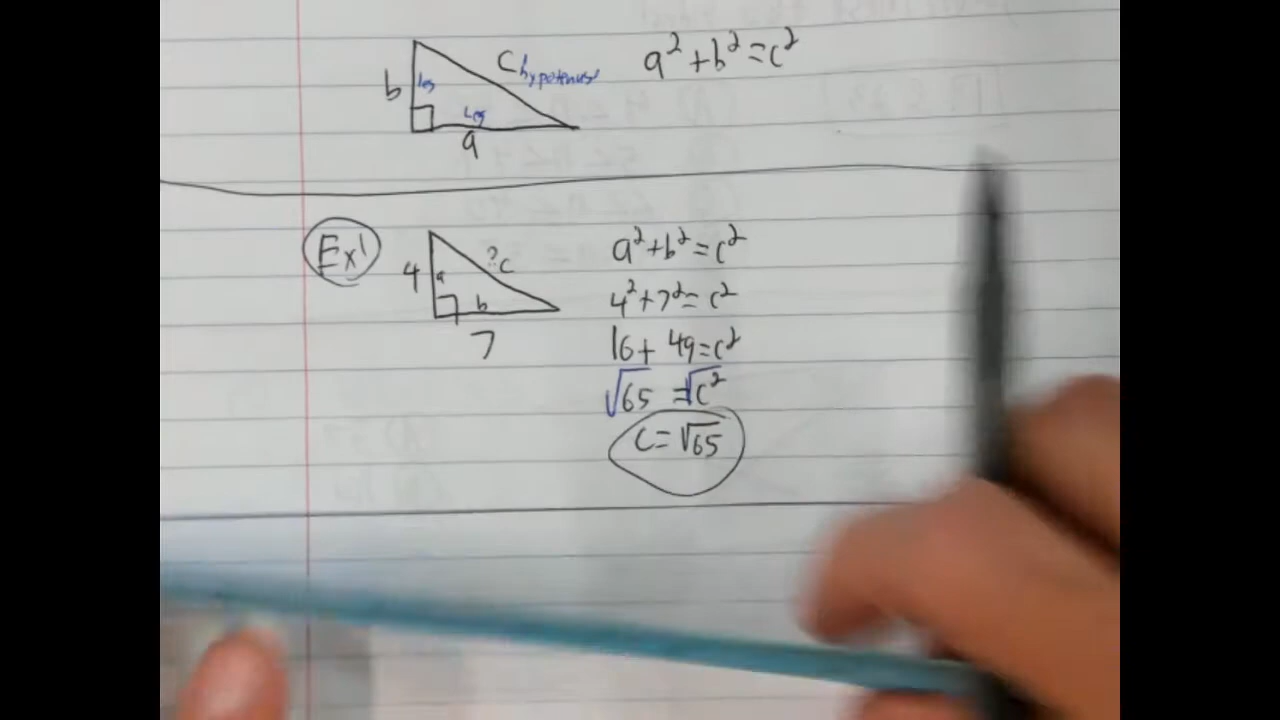 c hypotenuse
b leg
Leg
a
a²+b²=c²
Ex1
4 a
? c
b
7
a²+b²=c²
4²+7²=c²
16+49=c²
√65 =√c²
c=√65